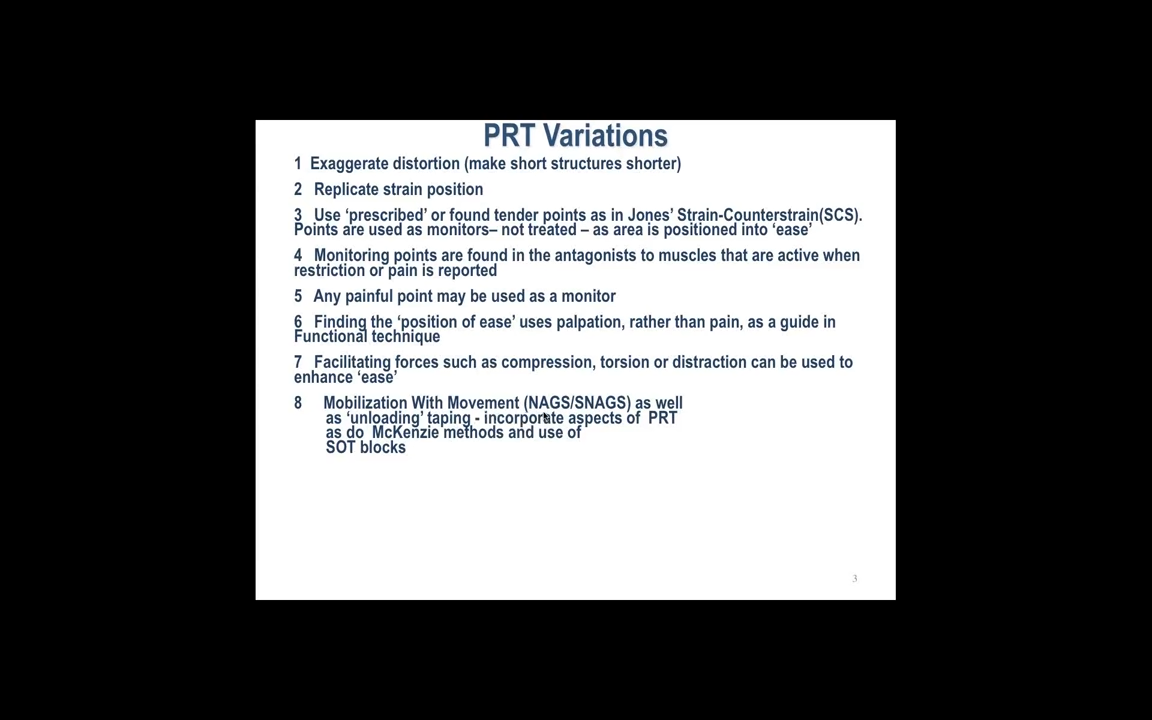 PRT Variations
1 Exaggerate distortion (make short structures shorter)
2 Replicate strain position
3 Use ‘prescribed’ or found tender points as in Jones’ Strain-Counterstrain(SCS).
Points are used as monitors– not treated – as area is positioned into ‘ease’
4 Monitoring points are found in the antagonists to muscles that are active when
restriction or pain is reported
5 Any painful point may be used as a monitor
6 Finding the ‘position of ease’ uses palpation, rather than pain, as a guide in
Functional technique
7 Facilitating forces such as compression, torsion or distraction can be used to
enhance ‘ease’
8 Mobilization With Movement (NAGS/SNAGS) as well
as ‘unloading’ taping - incorporate aspects of PRT
as do McKenzie methods and use of
SOT blocks
3